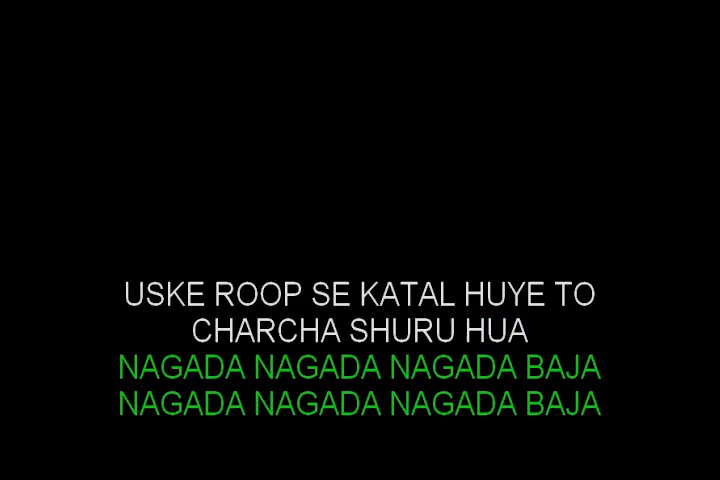 USKE ROOP SE KATAL HUYE TO
CHARCHA SHURU HUA
NAGADA NAGADA NAGADA BAJA
NAGADA NAGADA NAGADA BAJA